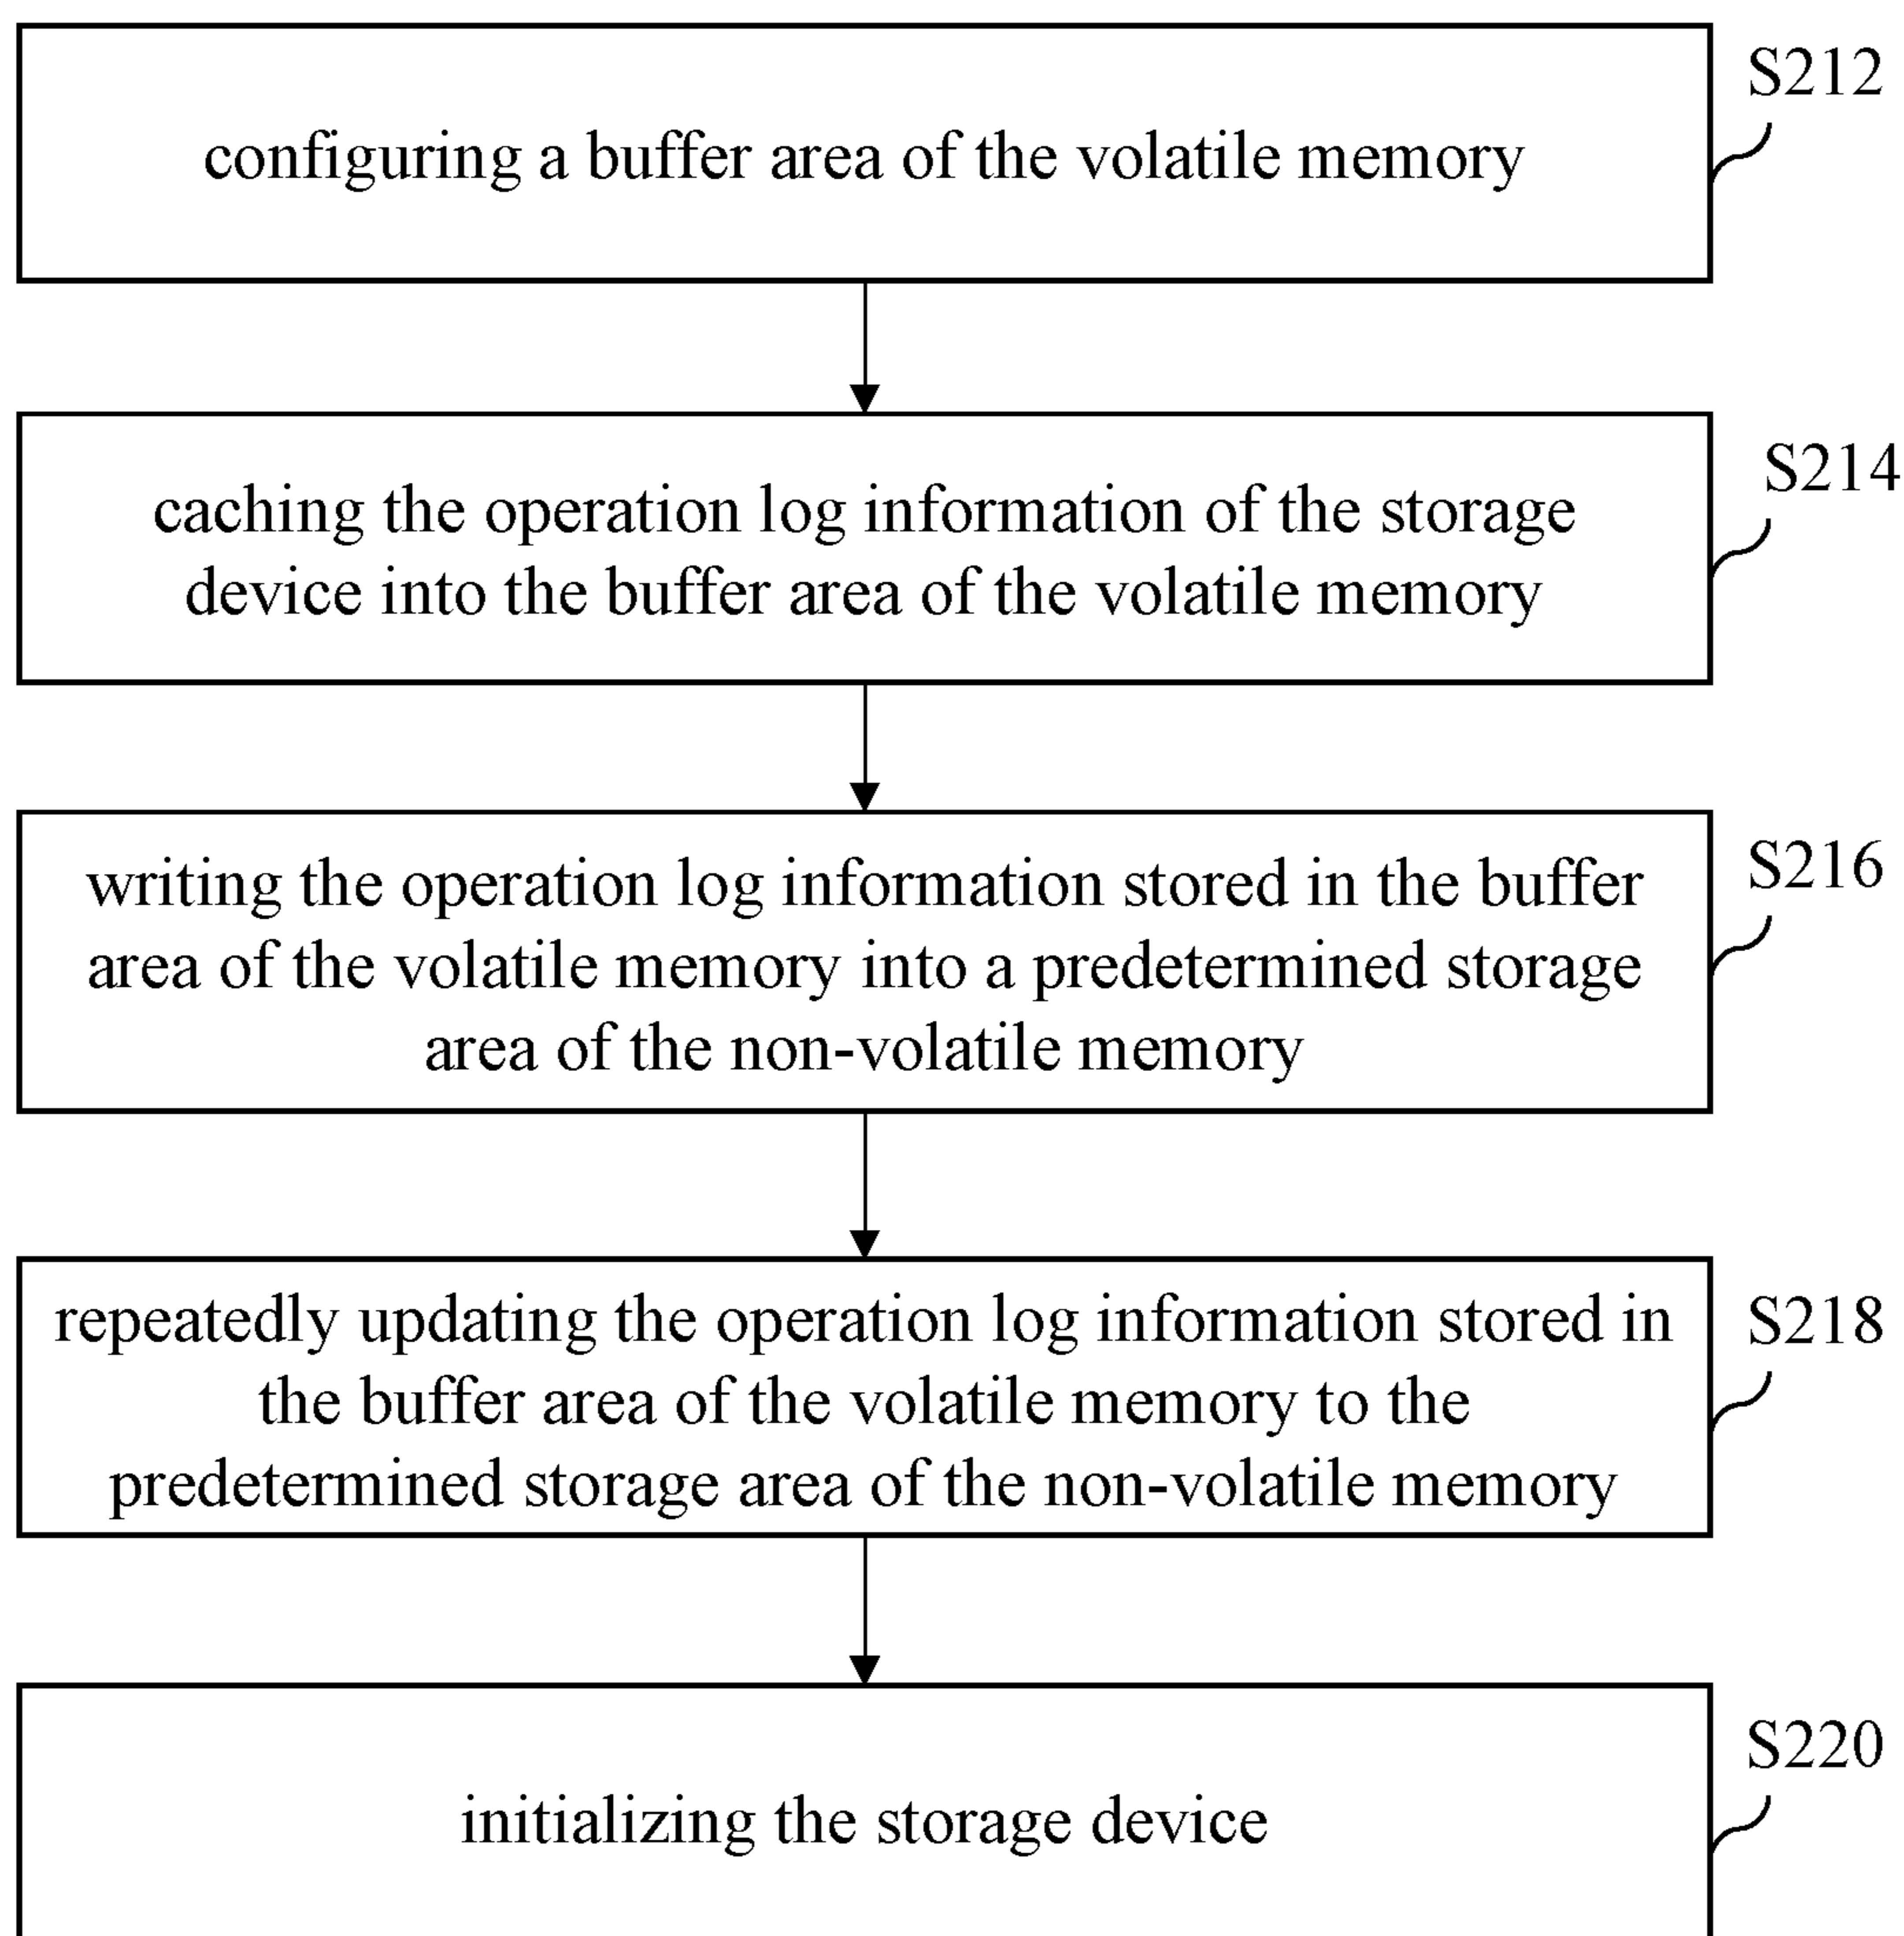 S212
configuring a buffer area of the volatile memory
S214
caching the operation log information of the storage
device into the buffer area of the volatile memory
S216
writing the operation log information stored in the buffer
area of the volatile memory into a predetermined storage
area of the non-volatile memory
S218
repeatedly updating the operation log information stored in
the buffer area of the volatile memory to the
predetermined storage area of the non-volatile memory
S220
initializing the storage device